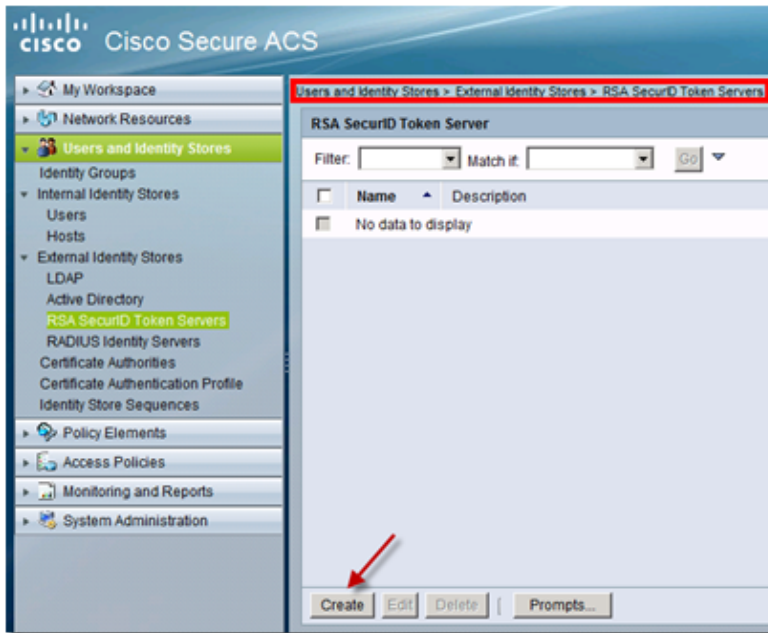 CISCO Cisco Secure ACS
My Workspace
Network Resources
Users and Identity Stores
Identity Groups
Internal Identity Stores
Users
Hosts
External Identity Stores
LDAP
Active Directory
RSA SecurID Token Servers
RADIUS Identity Servers
Certificate Authorities
Certificate Authentication Profile
Identity Store Sequences
Policy Elements
Access Policies
Monitoring and Reports
System Administration
Users and Identity Stores > External Identity Stores > RSA SecurID Token Servers
RSA SecurID Token Server
Filter: Match if: Go
Name Description
No data to display
Create Edit Delete | Prompts...